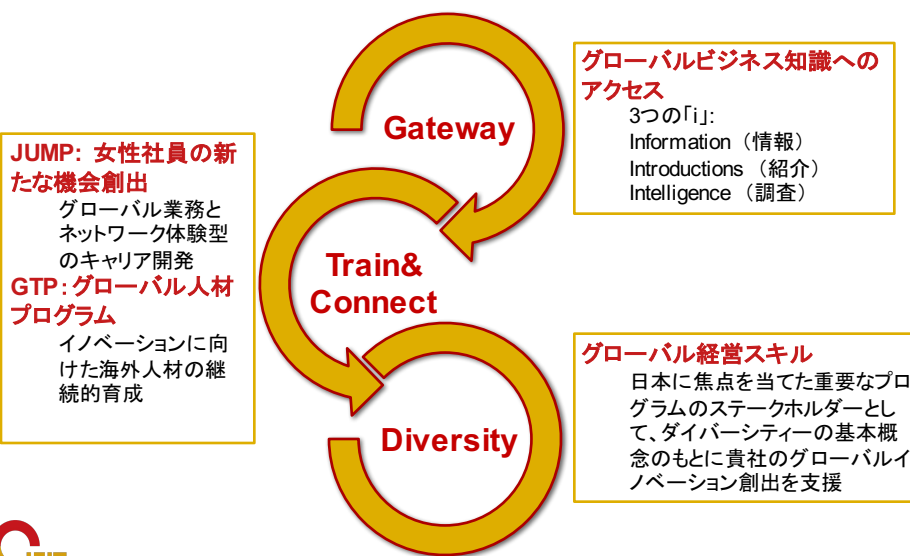 Gateway
グローバルビジネス知識への
アクセス
3つの「i」:
Information （情報）
Introductions （紹介）
Intelligence （調査）
JUMP: 女性社員の新
たな機会創出
グローバル業務と
ネットワーク体験型
のキャリア開発
GTP：グローバル人材
プログラム
イノベーションに向
けた海外人材の継
続的育成
Train&
Connect
Diversity
グローバル経営スキル
日本に焦点を当てた重要なプロ
グラムのステークホルダーとし
て、ダイバーシティーの基本概
念のもとに貴社のグローバルイ
ノベーション創出を支援